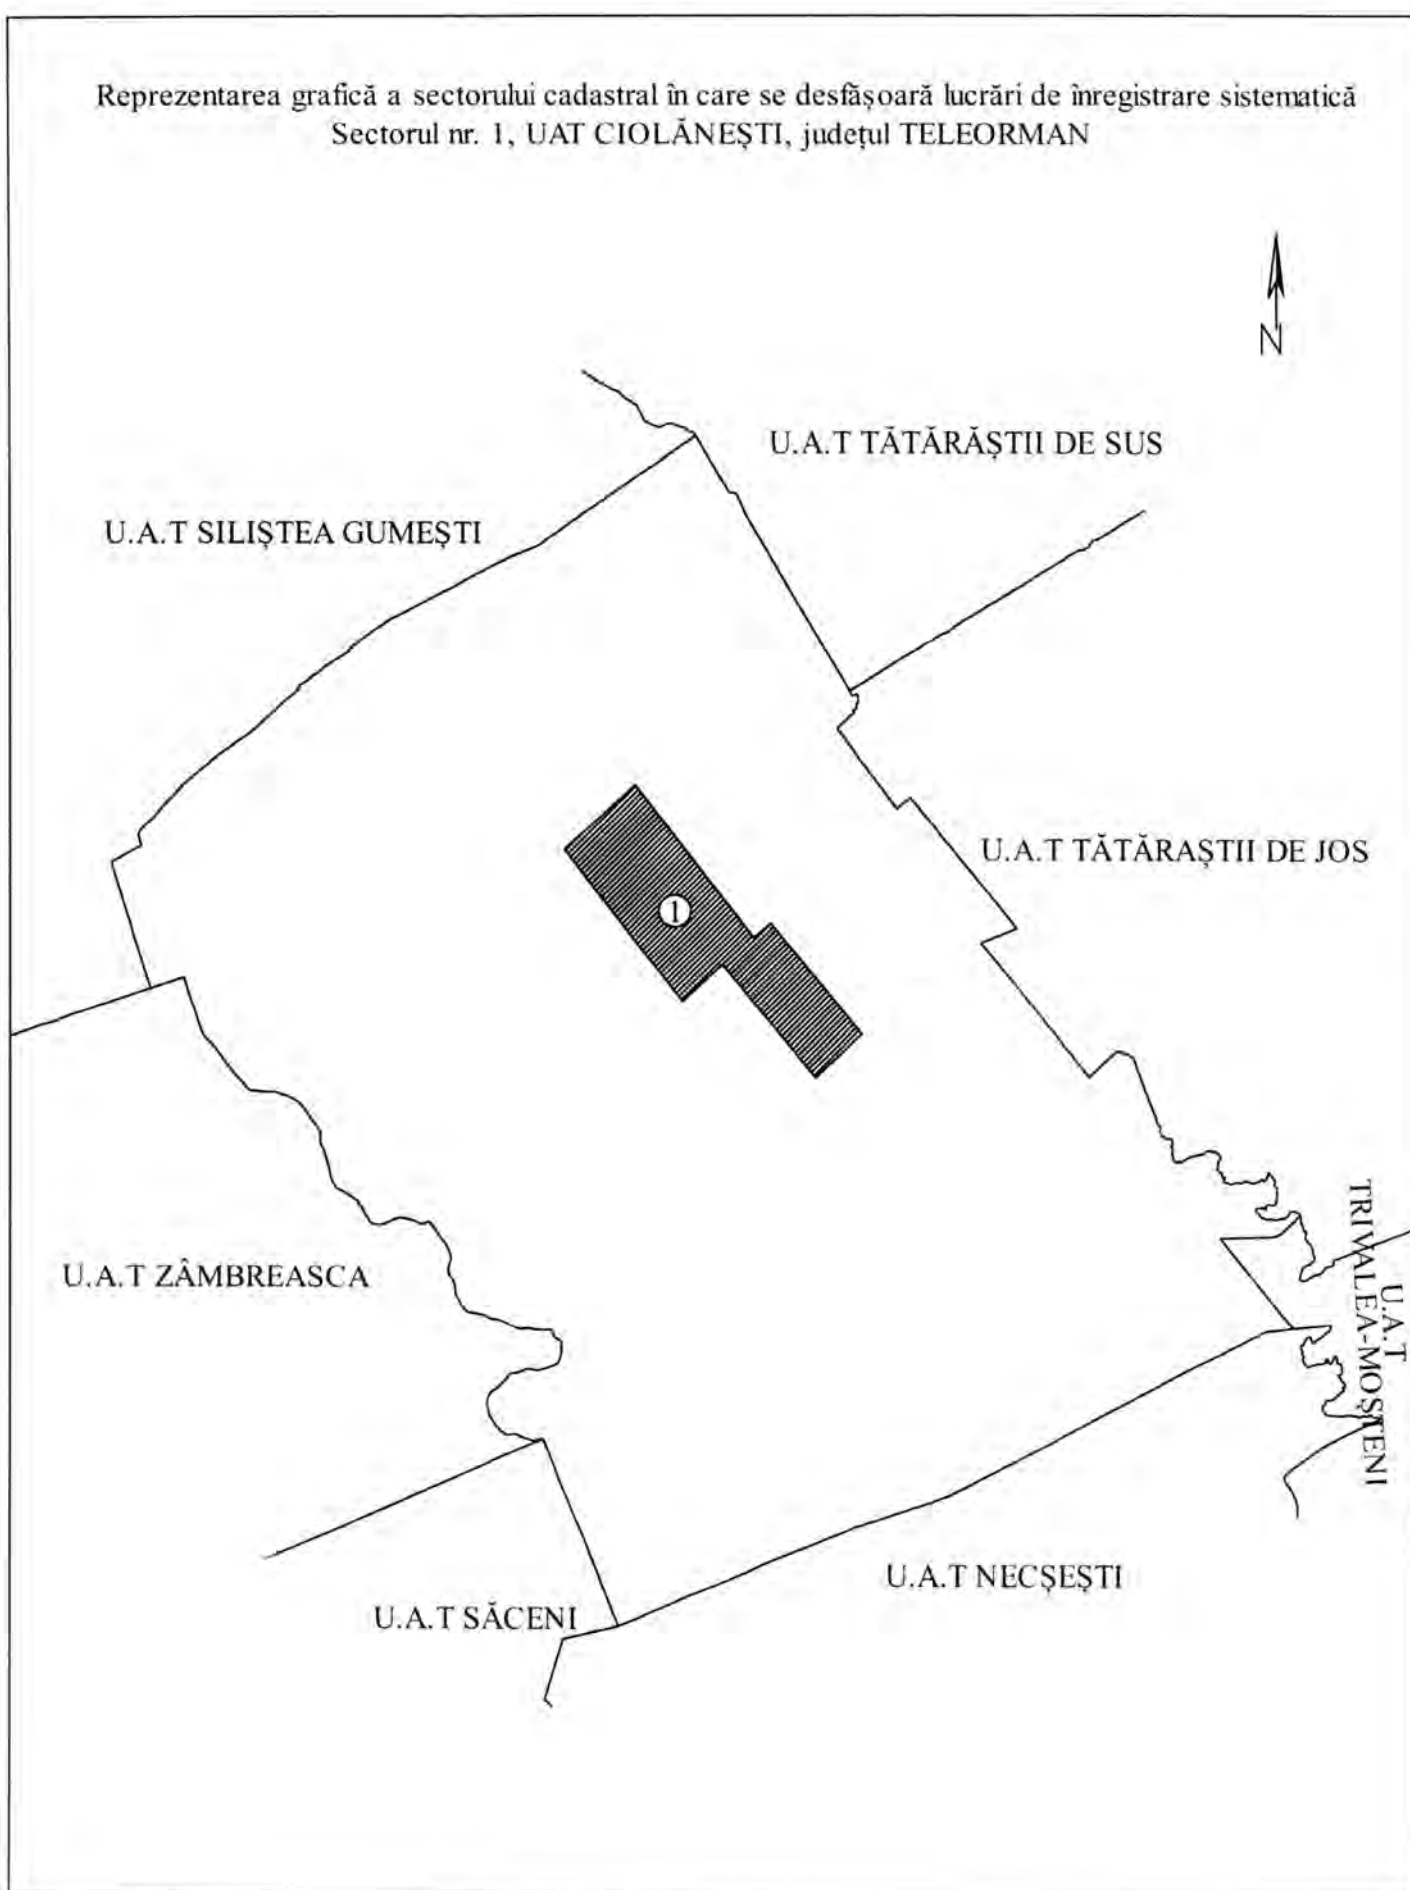 Reprezentarea grafică a sectorului cadastral în care se desfășoară lucrări de înregistrare sistematică
Sectorul nr. 1, UAT CIOLĂNEȘTI, județul TELEORMAN
N
U.A.T TĂTĂRĂȘTII DE SUS
U.A.T SILIȘTEA GUMEȘTI
U.A.T TĂTĂRAȘTII DE JOS
1
U.A.T ZÂMBREASCA
U.A.T
TRIVALEA-MOȘTENI
U.A.T NECȘEȘTI
U.A.T SĂCENI